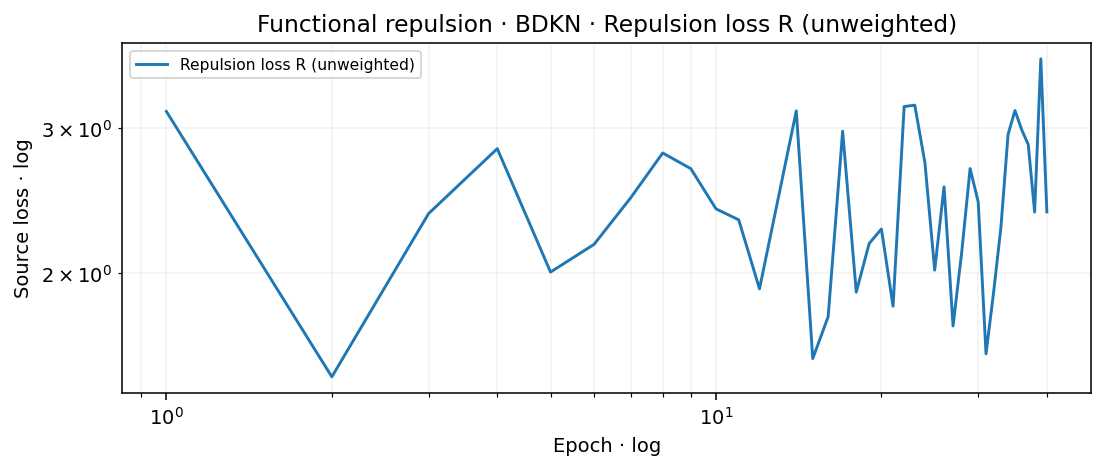 Functional repulsion · BDKN · Repulsion loss R (unweighted)
Repulsion loss R (unweighted)
3 × 10⁰
2 × 10⁰
Source loss · log
10⁰ 10¹
Epoch · log